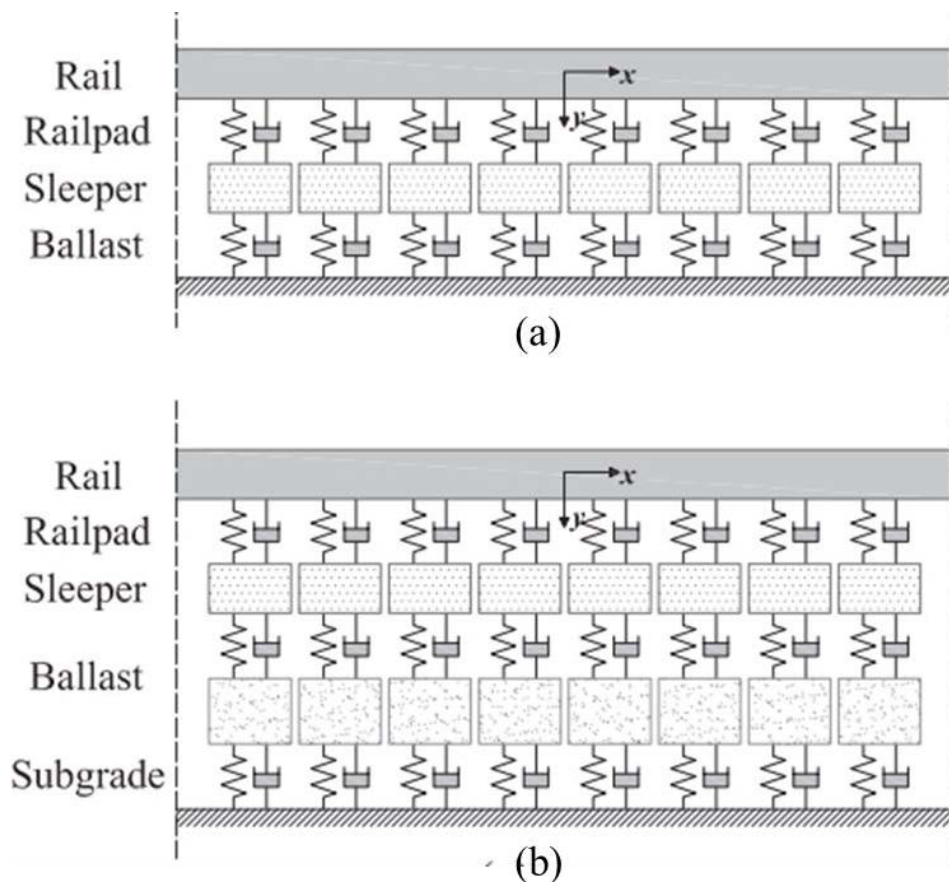 Rail
x
Railpad
y
Sleeper
Ballast
(a)
Rail
x
Railpad
y
Sleeper
Ballast
Subgrade
(b)